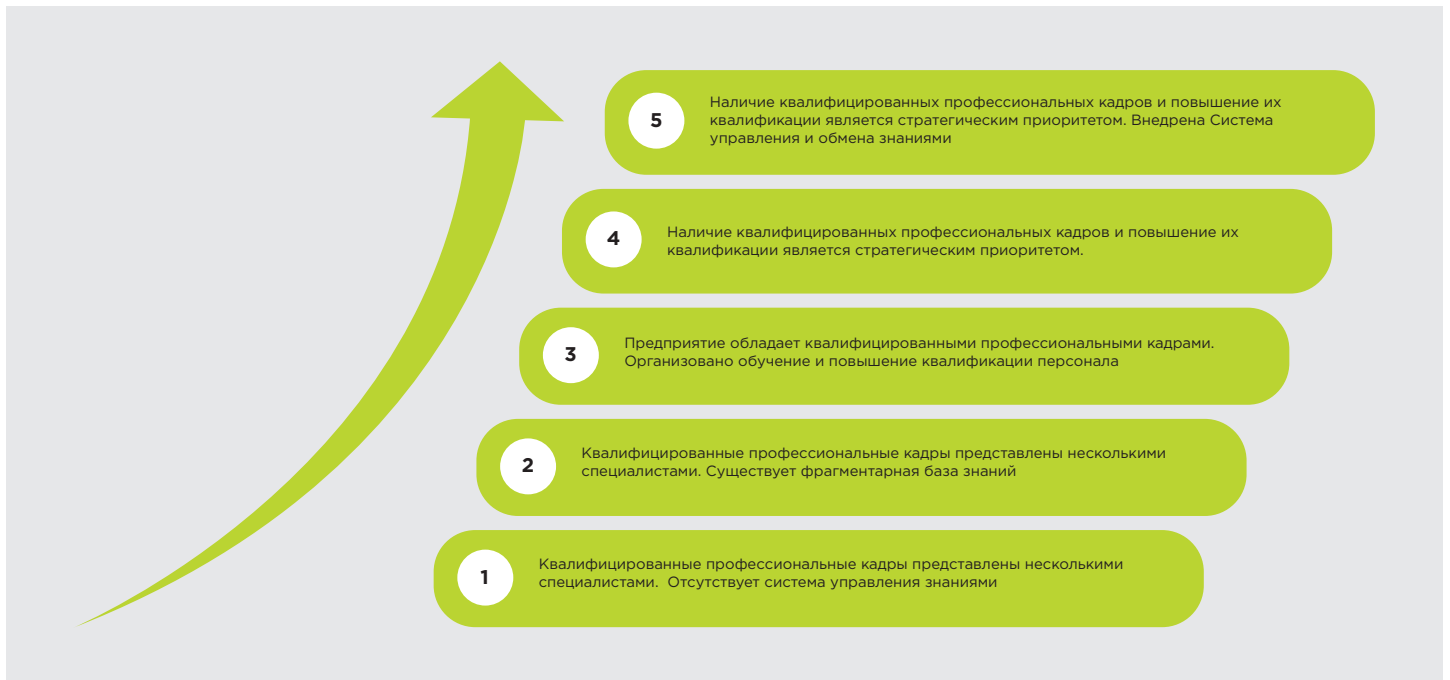 5
Наличие квалифицированных профессиональных кадров и повышение их
квалификации является стратегическим приоритетом. Внедрена Система
управления и обмена знаниями
4
Наличие квалифицированных профессиональных кадров и повышение их
квалификации является стратегическим приоритетом.
3
Предприятие обладает квалифицированными профессиональными кадрами.
Организовано обучение и повышение квалификации персонала
2
Квалифицированные профессиональные кадры представлены несколькими
специалистами. Существует фрагментарная база знаний
1
Квалифицированные профессиональные кадры представлены несколькими
специалистами.  Отсутствует система управления знаниями